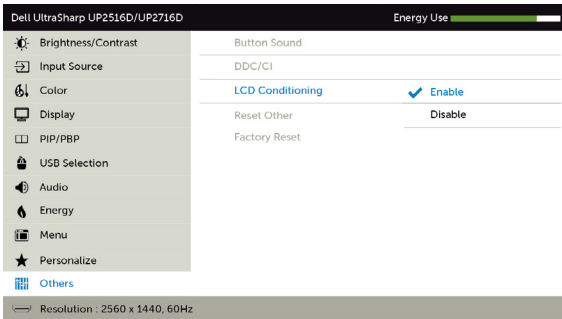 Dell UltraSharp UP2516D/UP2716D Energy Use
Brightness/Contrast Button Sound
Input Source DDC/CI
Color LCD Conditioning Enable
Display Reset Other Disable
PIP/PBP Factory Reset
USB Selection
Audio
Energy
Menu
Personalize
Others
Resolution : 2560 x 1440, 60Hz